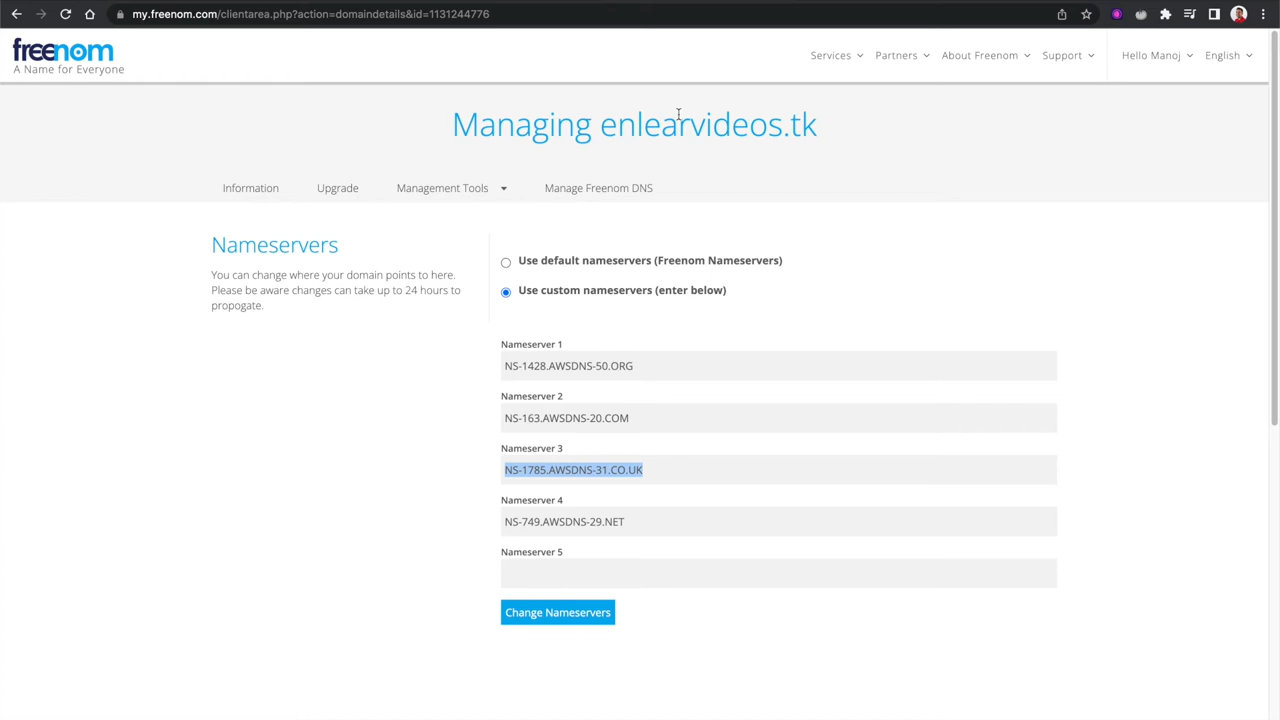 my.freenom.com/clientarea.php?action=domaindetails&id=1131244776
freenom
A Name for Everyone
Services
Partners
About Freenom
Support
Hello Manoj
English
Managing enlearvideos.tk
Information
Upgrade
Management Tools
Manage Freenom DNS
Nameservers
You can change where your domain points to here.
Please be aware changes can take up to 24 hours to
propogate.
Use default nameservers (Freenom Nameservers)
Use custom nameservers (enter below)
Nameserver 1
NS-1428.AWSDNS-50.ORG
Nameserver 2
NS-163.AWSDNS-20.COM
Nameserver 3
NS-1785.AWSDNS-31.CO.UK
Nameserver 4
NS-749.AWSDNS-29.NET
Nameserver 5
Change Nameservers